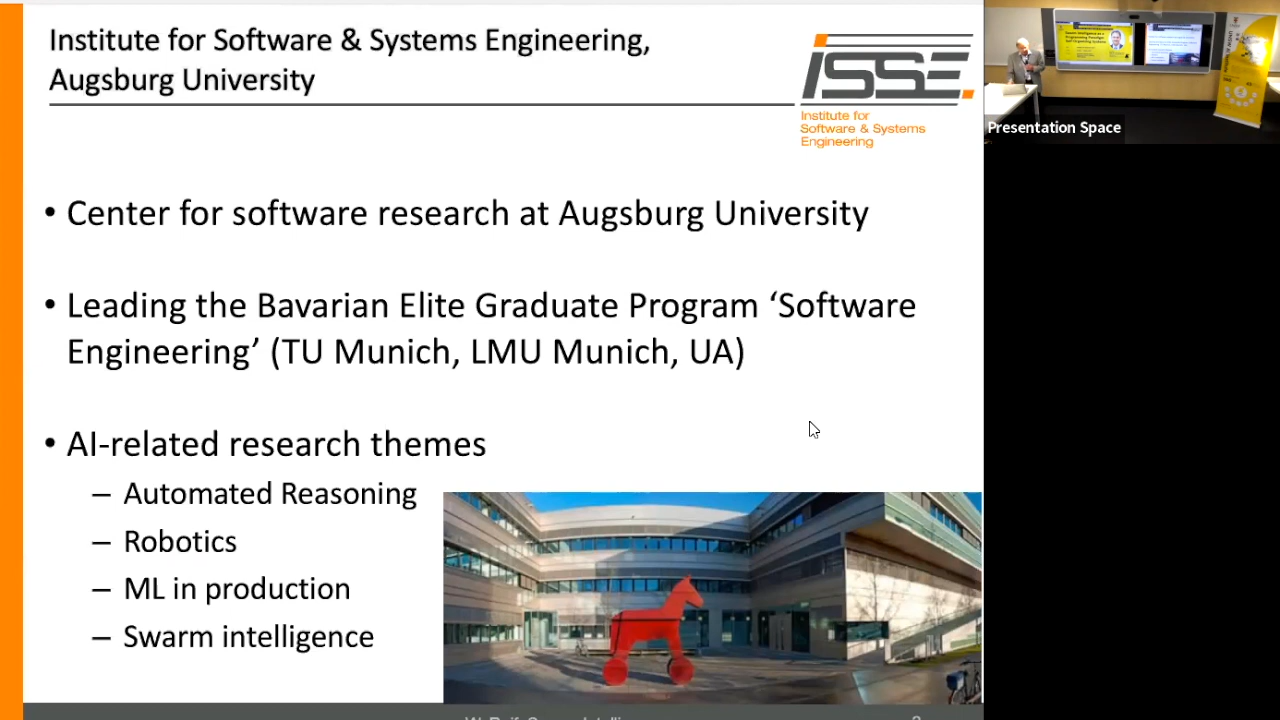 Institute for Software & Systems Engineering,
Augsburg University
ISSE
Institute for
Software & Systems
Engineering
• Center for software research at Augsburg University
• Leading the Bavarian Elite Graduate Program ‘Software
Engineering’ (TU Munich, LMU Munich, UA)
• AI-related research themes
– Automated Reasoning
– Robotics
– ML in production
– Swarm intelligence
Presentation Space